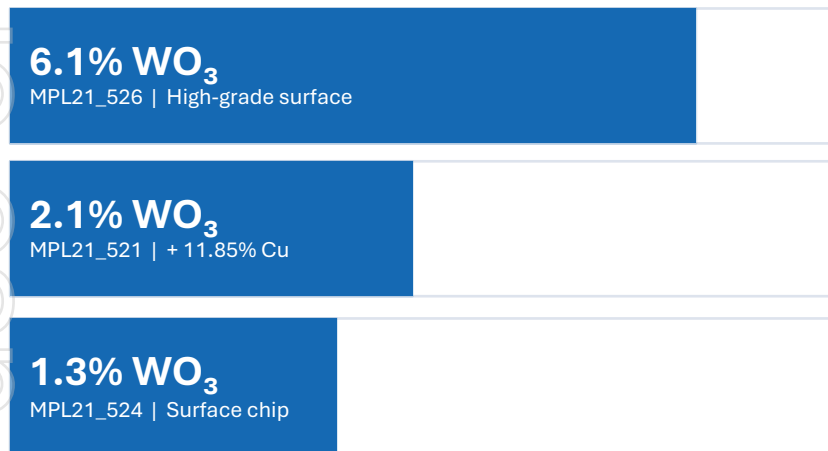 6.1% WO₃
MPL21_526 | High-grade surface
2.1% WO₃
MPL21_521 | + 11.85% Cu
1.3% WO₃
MPL21_524 | Surface chip